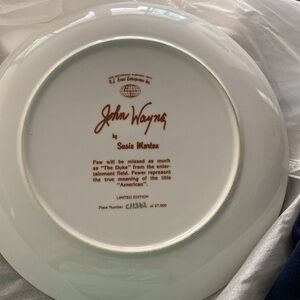 R.J. Ernst Enterprises Inc.
John Wayne
by
Susie Morton
Few will be missed as much
as "The Duke" from the enter-
tainment field. Fewer represent
the true meaning of the title
"American".
LIMITED EDITION
Plate Number of 27,500